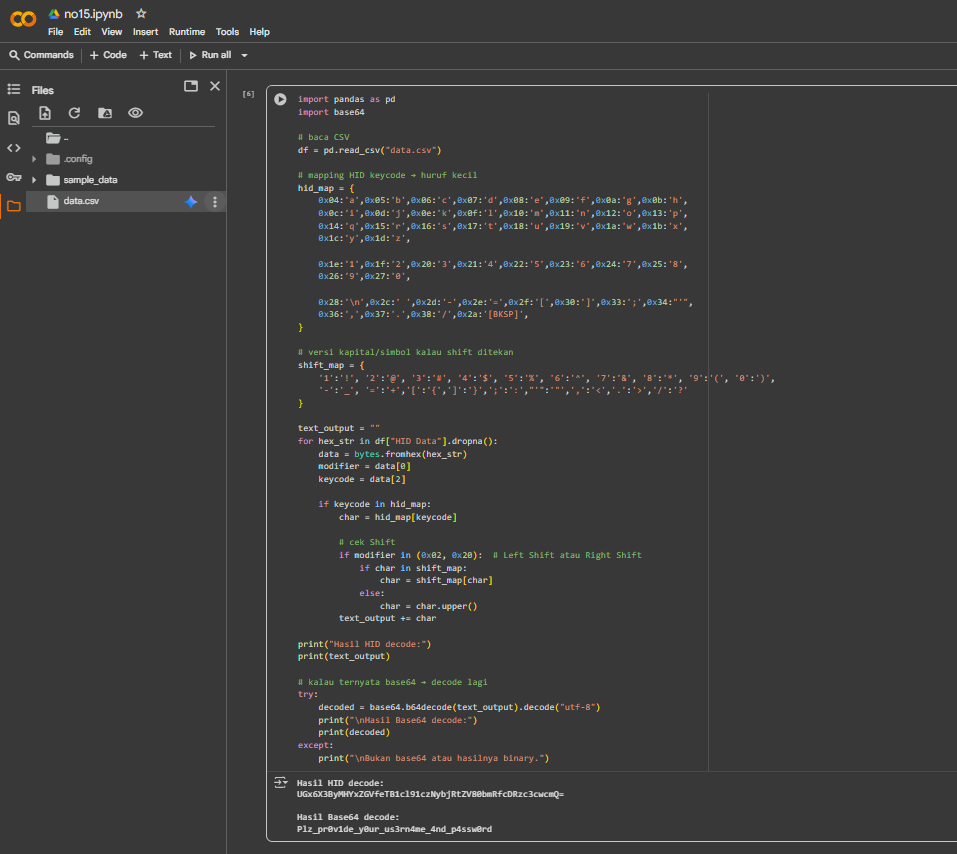 no15.ipynb
File Edit View Insert Runtime Tools Help
Commands + Code + Text Run all
Files
..
.config
sample_data
data.csv
[6]
import pandas as pd
import base64
# baca CSV
df = pd.read_csv("data.csv")
# mapping HID keycode → huruf kecil
hid_map = {
0x04:'a',0x05:'b',0x06:'c',0x07:'d',0x08:'e',0x09:'f',0x0a:'g',0x0b:'h',
0x0c:'i',0x0d:'j',0x0e:'k',0x0f:'l',0x10:'m',0x11:'n',0x12:'o',0x13:'p',
0x14:'q',0x15:'r',0x16:'s',0x17:'t',0x18:'u',0x19:'v',0x1a:'w',0x1b:'x',
0x1c:'y',0x1d:'z',
0x1e:'1',0x1f:'2',0x20:'3',0x21:'4',0x22:'5',0x23:'6',0x24:'7',0x25:'8',
0x26:'9',0x27:'0',
0x28:'\n',0x2c:' ',0x2d:'-',0x2e:'=',0x2f:'[',0x30:']',0x33:';',0x34:"'",
0x36:',',0x37:'.',0x38:'/',0x2a:'[BKSP]',
}
# versi kapital/simbol kalau shift ditekan
shift_map = {
'1':'!', '2':'@', '3':'#', '4':'$', '5':'%', '6':'^', '7':'&', '8':'*', '9':'(', '0':')',
'-':'_', '=':'+','[':'{',']':'}',';':':',"'":'"',',':'<','.':'>','/':'?'
}
text_output = ""
for hex_str in df["HID Data"].dropna():
data = bytes.fromhex(hex_str)
modifier = data[0]
keycode = data[2]
if keycode in hid_map:
char = hid_map[keycode]
# cek Shift
if modifier in (0x02, 0x20): # Left Shift atau Right Shift
if char in shift_map:
char = shift_map[char]
else:
char = char.upper()
text_output += char
print("Hasil HID decode:")
print(text_output)
# kalau ternyata base64 → decode lagi
try:
decoded = base64.b64decode(text_output).decode("utf-8")
print("\nHasil Base64 decode:")
print(decoded)
except:
print("\nBukan base64 atau hasilnya binary.")
Hasil HID decode:
UGx6X3ByMHYxZGVfeTB1cl91czNybjRtZV80bmRfcDRzc3cwcmQ=
Hasil Base64 decode:
Plz_pr0v1de_y0ur_us3rn4me_4nd_p4ssw0rd